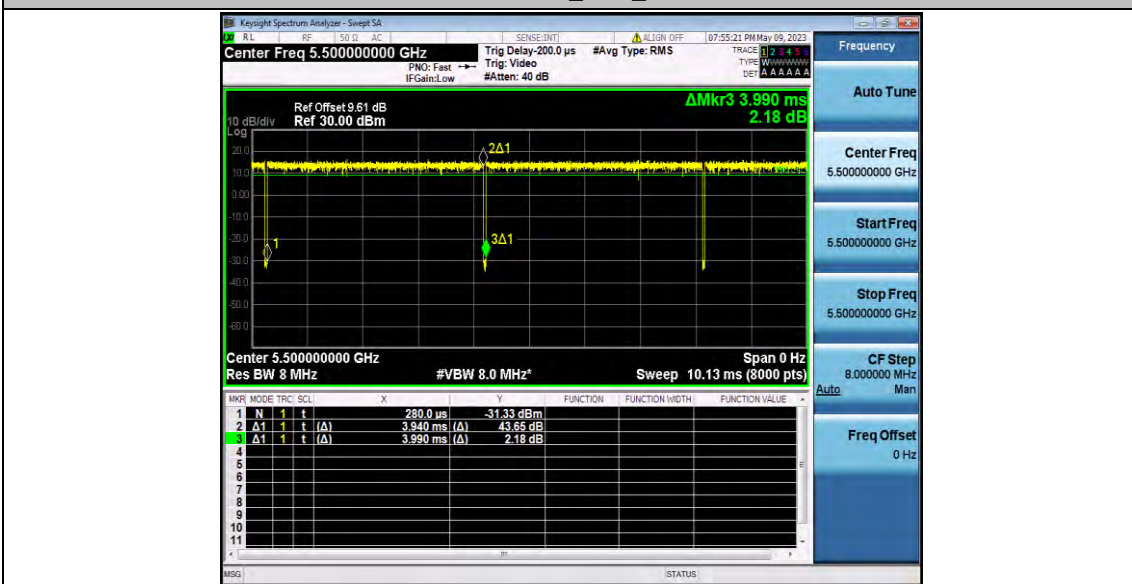 Keysight Spectrum Analyzer - Swept SA
RL RF 50 Ω AC SENSE:INT ALIGN OFF 07:55:21 PM May 09, 2023
Center Freq 5.500000000 GHz
PNO: Fast
IFGain:Low
Trig Delay-200.0 µs
Trig: Video
#Atten: 40 dB
#Avg Type: RMS
TRACE 1 2 3 4 5 6
TYPE W
DET A A A A A A
Ref Offset 9.61 dB
10 dB/div Ref 30.00 dBm
Log
ΔMkr3 3.990 ms
2.18 dB
20.0
10.0
0.00
-10.0
-20.0
-30.0
-40.0
-50.0
-60.0
2Δ1
1
3Δ1
Center 5.500000000 GHz Span 0 Hz
Res BW 8 MHz #VBW 8.0 MHz* Sweep 10.13 ms (8000 pts)
MKR MODE TRC SCL X Y FUNCTION FUNCTION WIDTH FUNCTION VALUE
1 N 1 t 280.0 µs -31.33 dBm
2 Δ1 1 t (Δ) 3.940 ms (Δ) 43.65 dB
3 Δ1 1 t (Δ) 3.990 ms (Δ) 2.18 dB
4
5
6
7
8
9
10
11
MSG STATUS
Frequency
Auto Tune
Center Freq
5.500000000 GHz
Start Freq
5.500000000 GHz
Stop Freq
5.500000000 GHz
CF Step
8.000000 MHz
Auto Man
Freq Offset
0 Hz